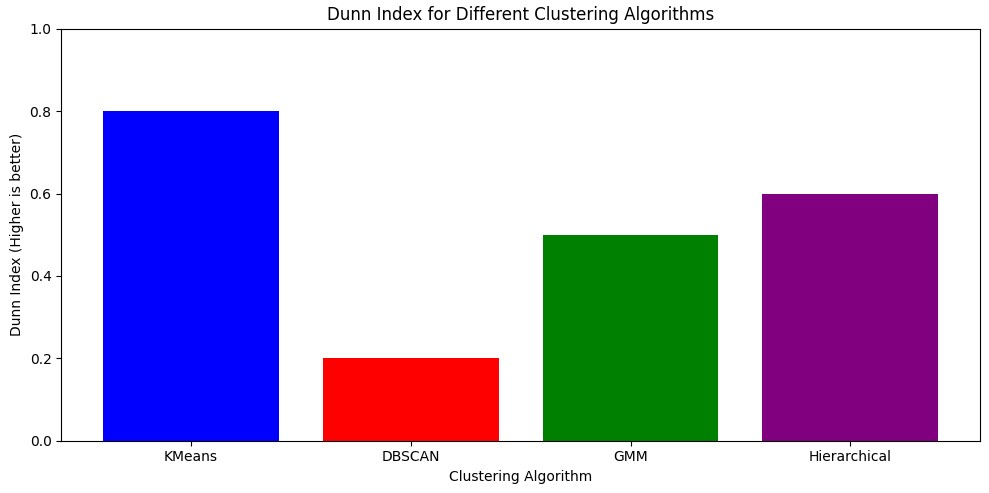 Dunn Index for Different Clustering Algorithms
Dunn Index (Higher is better)
1.0
0.8
0.6
0.4
0.2
0.0
KMeans
DBSCAN
GMM
Hierarchical
Clustering Algorithm